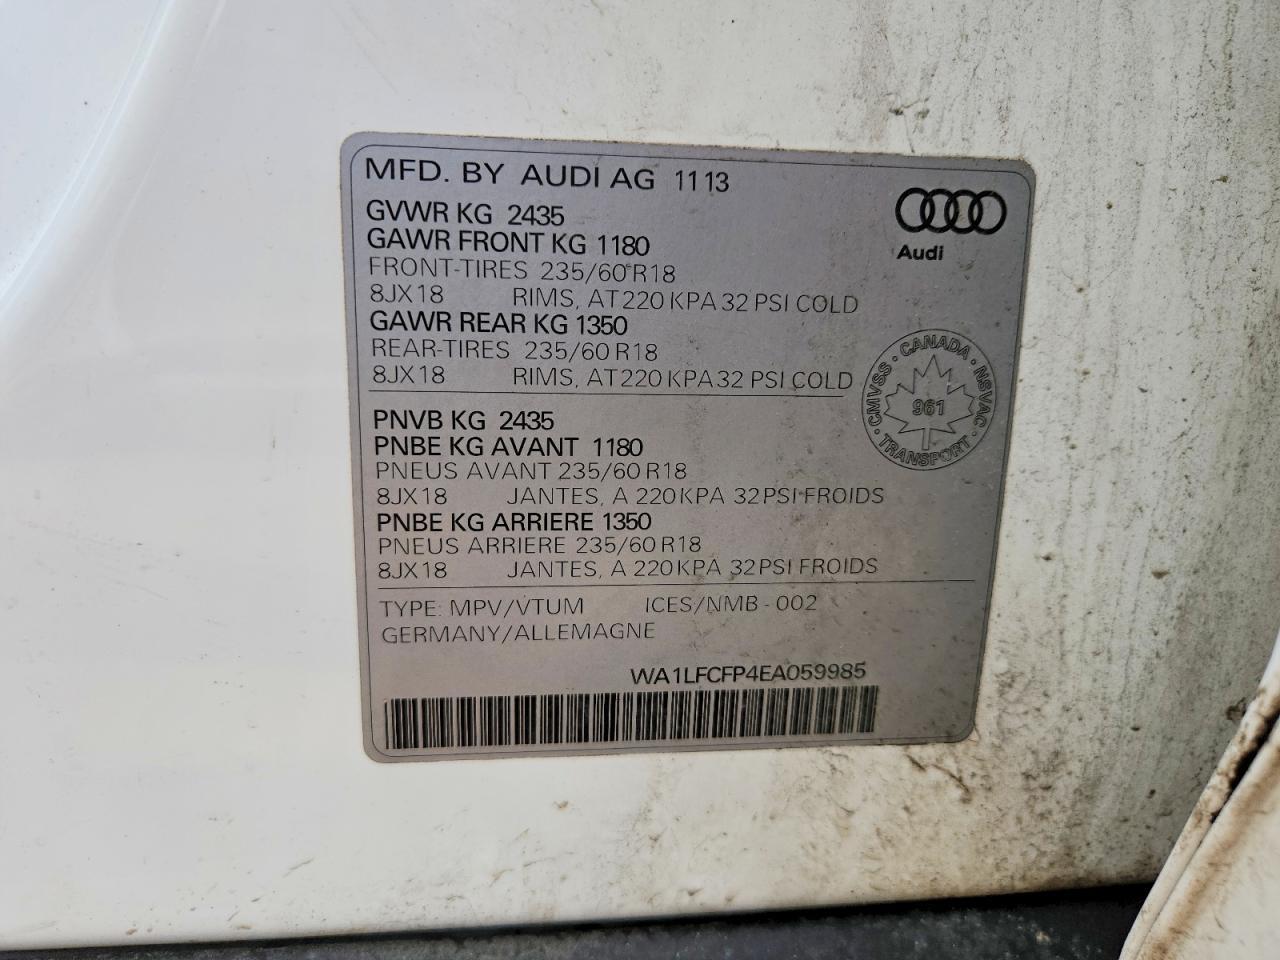 MFD. BY AUDI AG 11 13
GVWR KG 2435
GAWR FRONT KG 1180
FRONT-TIRES 235/60 R18
8JX18 RIMS, AT 220 KPA 32 PSI COLD
GAWR REAR KG 1350
REAR-TIRES 235/60 R18
8JX18 RIMS, AT 220 KPA 32 PSI COLD
Audi
CMVSS · CANADA · NSVAC · TRANSPORT ·
961
PNVB KG 2435
PNBE KG AVANT 1180
PNEUS AVANT 235/60 R18
8JX18 JANTES, A 220 KPA 32 PSI FROIDS
PNBE KG ARRIERE 1350
PNEUS ARRIERE 235/60 R18
8JX18 JANTES, A 220 KPA 32 PSI FROIDS
TYPE: MPV/VTUM ICES/NMB - 002
GERMANY/ALLEMAGNE
WA1LFCFP4EA059985